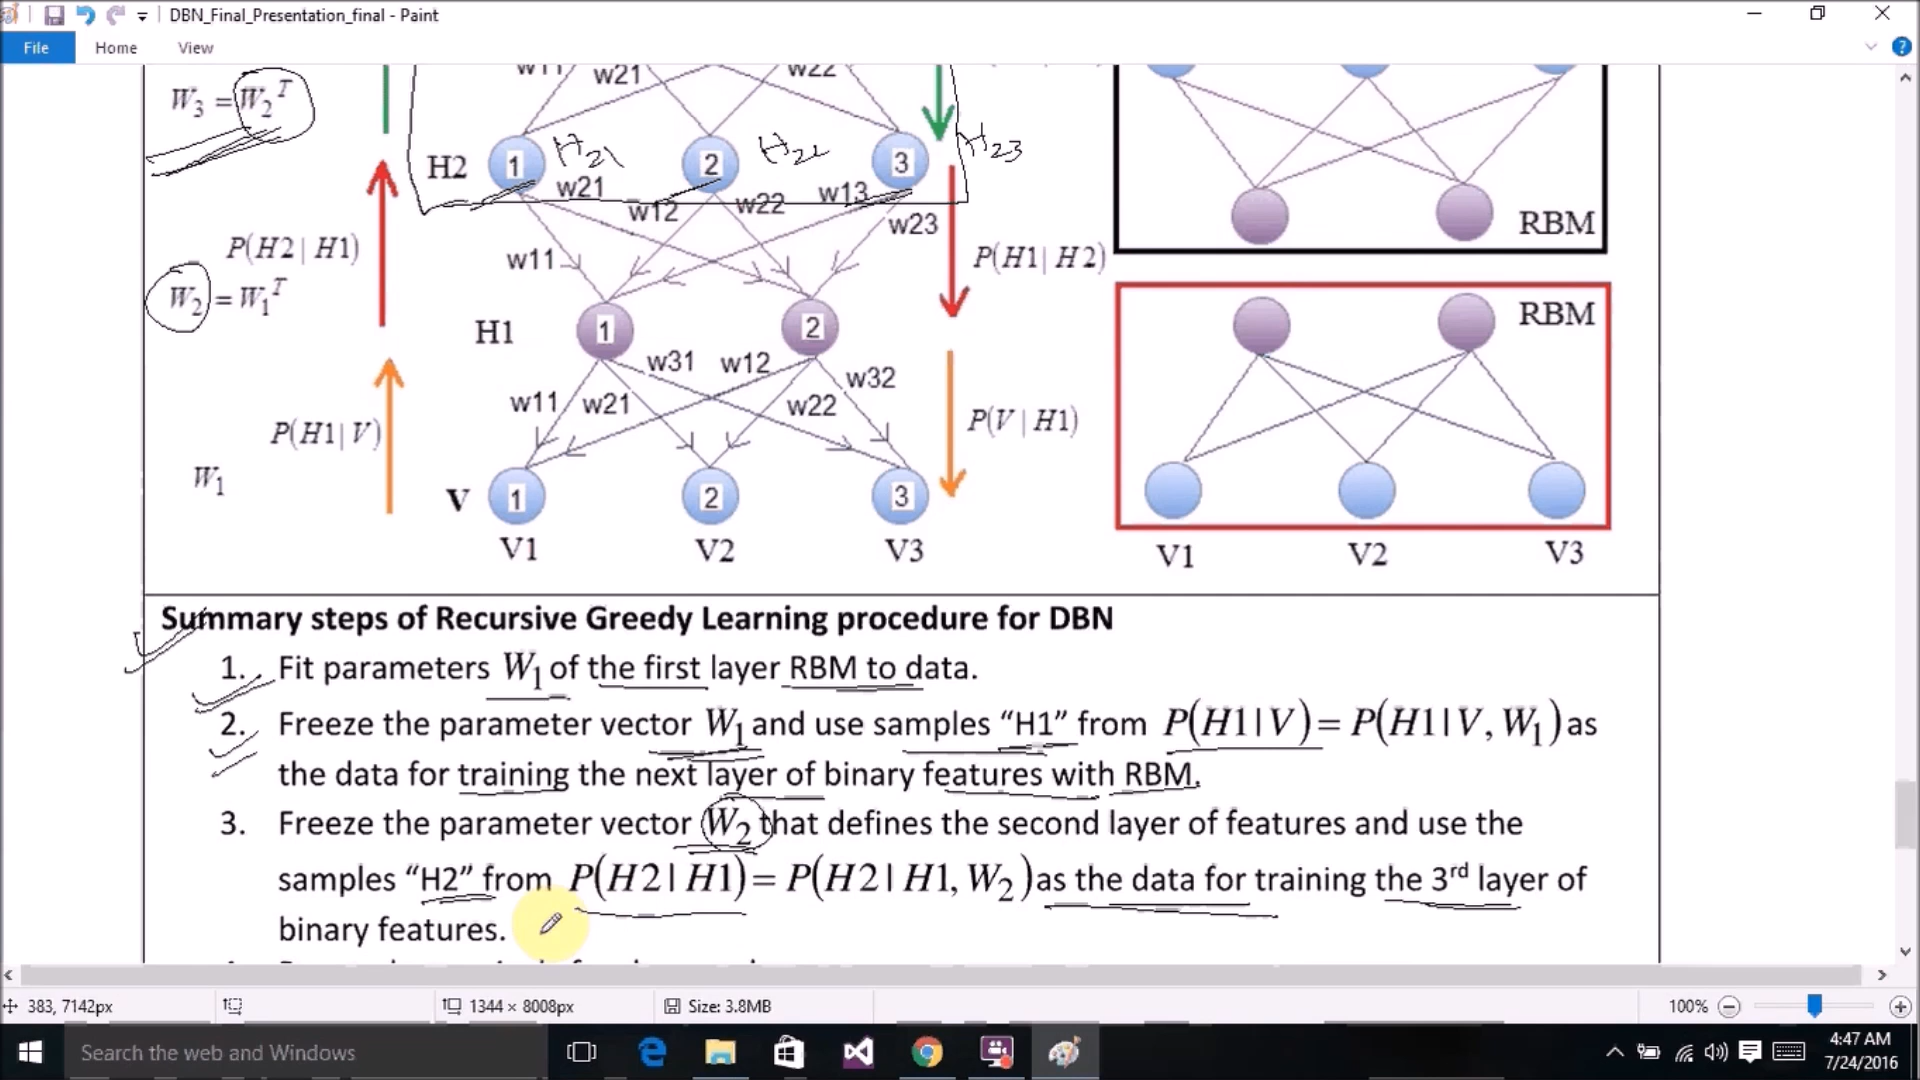 DBN_Final_Presentation_final - Paint
File Home View
w21 w22
W3 = W2^T
H2 1 H21 2 H22 3 H23
w21 w12 w22 w13 w23
P(H2 | H1) w11 P(H1 | H2) RBM
W2 = W1^T
H1 1 2 RBM
w31 w12 w32
w11 w21 w22
P(H1 | V) P(V | H1)
W1
V 1 2 3
V1 V2 V3 V1 V2 V3
Summary steps of Recursive Greedy Learning procedure for DBN
1. Fit parameters W1 of the first layer RBM to data.
2. Freeze the parameter vector W1 and use samples “H1” from P(H1 | V) = P(H1 | V, W1) as
the data for training the next layer of binary features with RBM.
3. Freeze the parameter vector W2 that defines the second layer of features and use the
samples “H2” from P(H2 | H1) = P(H2 | H1, W2) as the data for training the 3rd layer of
binary features.
383, 7142px 1344 × 8008px Size: 3.8MB 100%
Search the web and Windows
4:47 AM
7/24/2016